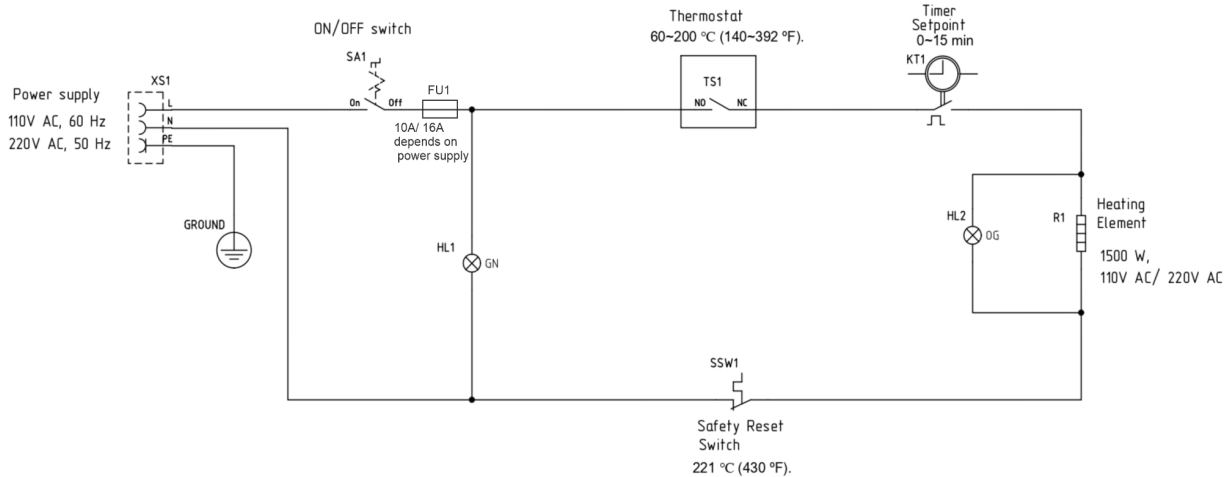 Thermostat
60~200 ℃ (140~392 ºF).
Timer
Setpoint
0~15 min
KT1
ON/OFF switch
SA1
On
Off
FU1
10A/ 16A
depends on
power supply
TS1
NO
NC
XS1
L
N
PE
Power supply
110V AC, 60 Hz
220V AC, 50 Hz
GROUND
HL1
GN
HL2
OG
R1
Heating
Element
1500 W,
110V AC/ 220V AC
SSW1
Safety Reset
Switch
221 ℃ (430 ºF).